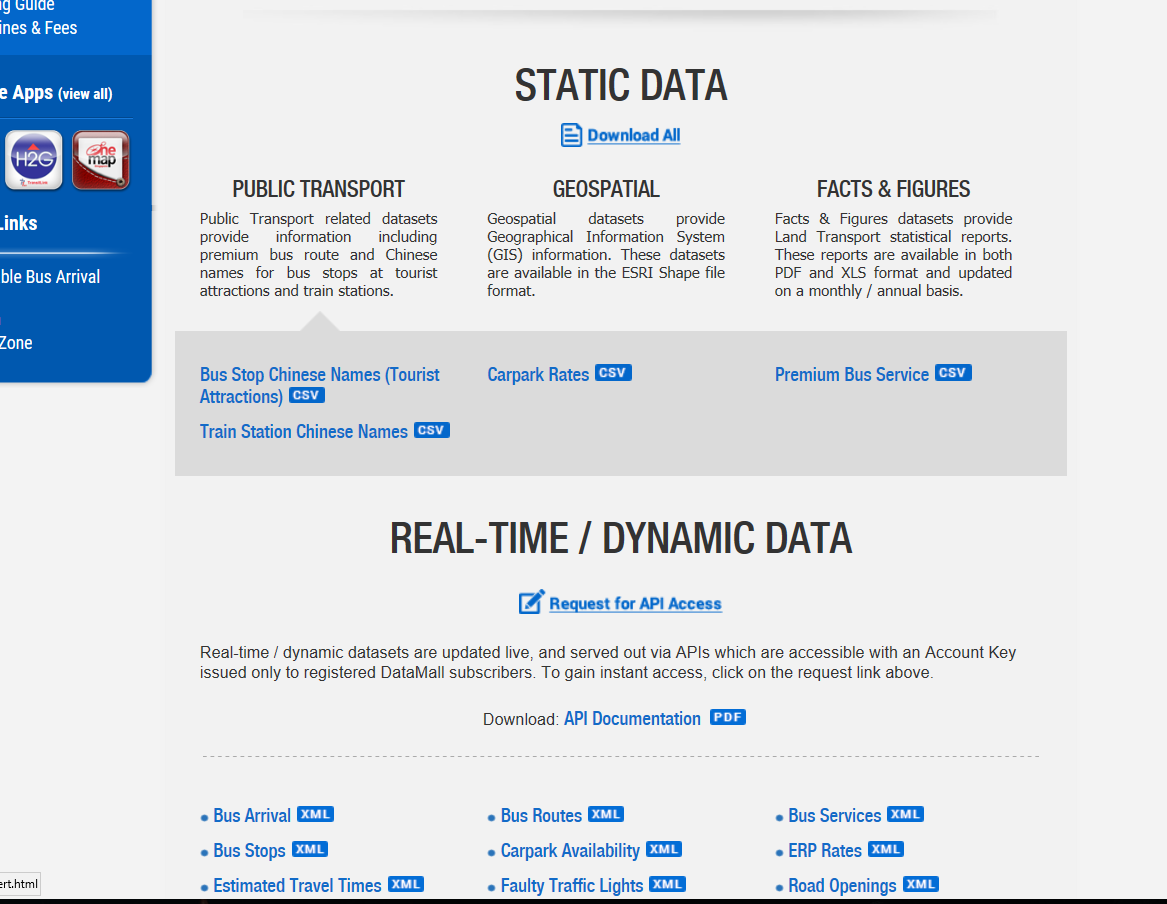 ng Guide
ines & Fees
e Apps (view all)
H2G
One
map
Links
ble Bus Arrival
Zone
ert.html
STATIC DATA
Download All
PUBLIC TRANSPORT
Public Transport related datasets
provide information including
premium bus route and Chinese
names for bus stops at tourist
attractions and train stations.
GEOSPATIAL
Geospatial datasets provide
Geographical Information System
(GIS) information. These datasets
are available in the ESRI Shape file
format.
FACTS & FIGURES
Facts & Figures datasets provide
Land Transport statistical reports.
These reports are available in both
PDF and XLS format and updated
on a monthly / annual basis.
Bus Stop Chinese Names (Tourist
Attractions) CSV
Train Station Chinese Names CSV
Carpark Rates CSV
Premium Bus Service CSV
REAL-TIME / DYNAMIC DATA
Request for API Access
Real-time / dynamic datasets are updated live, and served out via APIs which are accessible with an Account Key
issued only to registered DataMall subscribers. To gain instant access, click on the request link above.
Download: API Documentation PDF
• Bus Arrival XML
• Bus Routes XML
• Bus Services XML
• Bus Stops XML
• Carpark Availability XML
• ERP Rates XML
• Estimated Travel Times XML
• Faulty Traffic Lights XML
• Road Openings XML